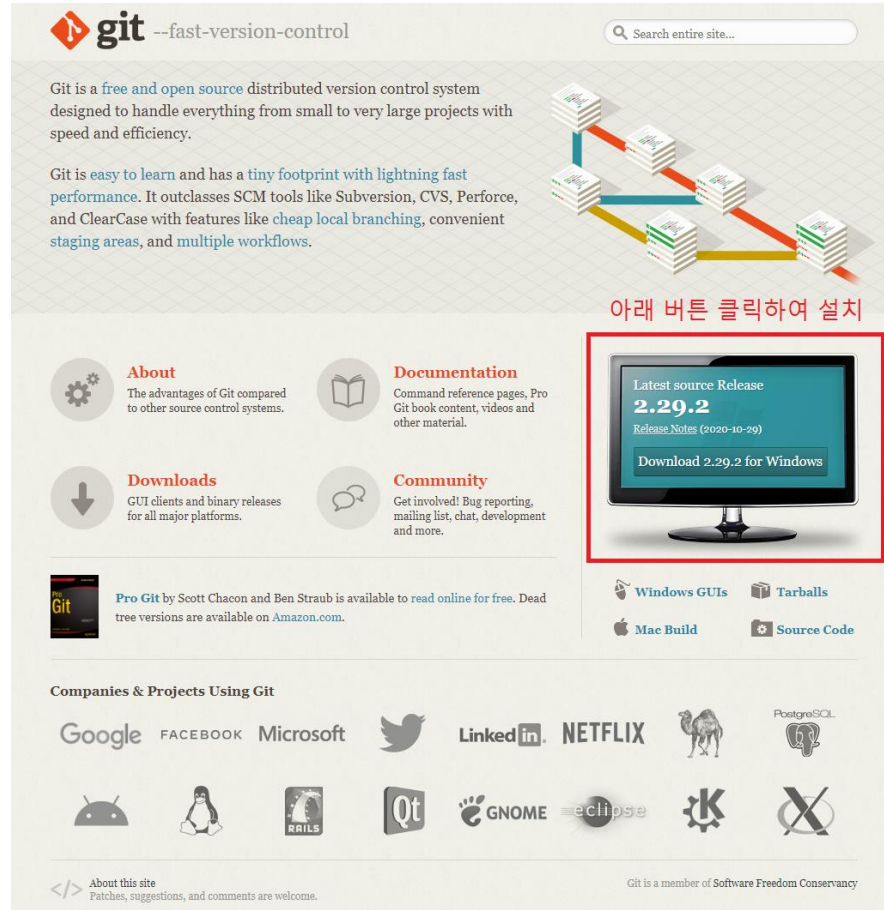 git --fast-version-control
Search entire site...
Git is a free and open source distributed version control system
designed to handle everything from small to very large projects with
speed and efficiency.
Git is easy to learn and has a tiny footprint with lightning fast
performance. It outclasses SCM tools like Subversion, CVS, Perforce,
and ClearCase with features like cheap local branching, convenient
staging areas, and multiple workflows.
아래 버튼 클릭하여 설치
About
The advantages of Git compared
to other source control systems.
Documentation
Command reference pages, Pro
Git book content, videos and
other material.
Downloads
GUI clients and binary releases
for all major platforms.
Community
Get involved! Bug reporting,
mailing list, chat, development
and more.
Latest source Release
2.29.2
Release Notes (2020-10-29)
Download 2.29.2 for Windows
Pro
Git
Pro Git by Scott Chacon and Ben Straub is available to read online for free. Dead
tree versions are available on Amazon.com.
Windows GUIs
Tarballs
Mac Build
Source Code
Companies & Projects Using Git
Google FACEBOOK Microsoft Linked in. NETFLIX PostgreSQL
RAILS Qt GNOME eclipse K X
</> About this site
Patches, suggestions, and comments are welcome.
Git is a member of Software Freedom Conservancy